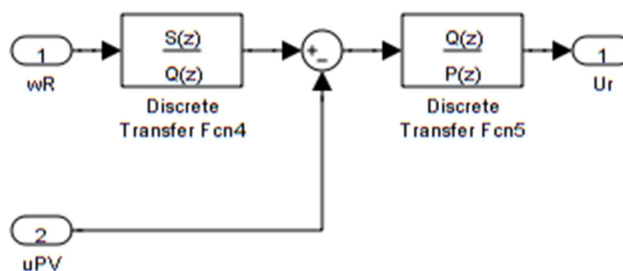 1
wR
S(z)
Q(z)
Discrete
Transfer Fcn4
+
−
Q(z)
P(z)
Discrete
Transfer Fcn5
1
Ur
2
uPV